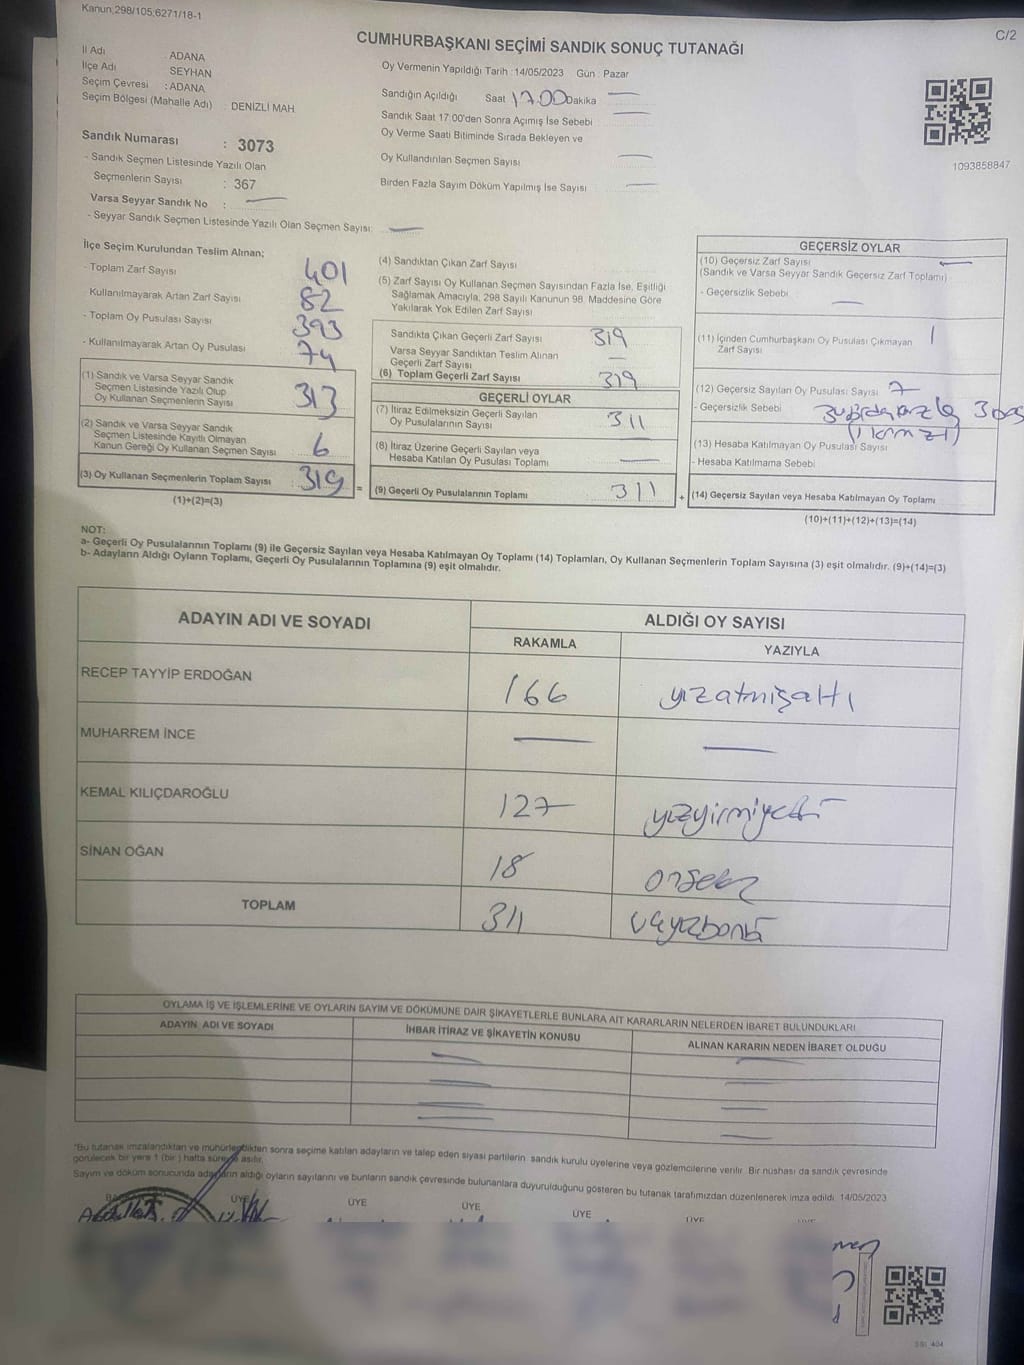 Kanun;298/105;6271/18-1
C/2
CUMHURBAŞKANI SEÇİMİ SANDIK SONUÇ TUTANAĞI
İl Adı ADANA
İlçe Adı SEYHAN
Seçim Çevresi : ADANA
Seçim Bölgesi (Mahalle Adı) : DENİZLİ MAH
Sandık Numarası : 3073
- Sandık Seçmen Listesinde Yazılı Olan
Seçmenlerin Sayısı : 367
Varsa Seyyar Sandık No :
- Seyyar Sandık Seçmen Listesinde Yazılı Olan Seçmen Sayısı:
Oy Vermenin Yapıldığı Tarih : 14/05/2023 Gün : Pazar
Sandığın Açıldığı Saat 17.00 Dakika
Sandık Saat 17:00'den Sonra Açımış İse Sebebi
Oy Verme Saati Bitiminde Sırada Bekleyen ve
Oy Kullandırılan Seçmen Sayısı
Birden Fazla Sayım Döküm Yapılmış İse Sayısı
1093858847
İlçe Seçim Kurulundan Teslim Alınan;
- Toplam Zarf Sayısı 401
- Kullanılmayarak Artan Zarf Sayısı 82
- Toplam Oy Pusulası Sayısı 393
- Kullanılmayarak Artan Oy Pusulası 74
(1) Sandık ve Varsa Seyyar Sandık
Seçmen Listesinde Yazılı Olup
Oy Kullanan Seçmenlerin Sayısı 313
(2) Sandık ve Varsa Seyyar Sandık
Seçmen Listesinde Kayıtlı Olmayan
Kanun Gereği Oy Kullanan Seçmen Sayısı 6
(3) Oy Kullanan Seçmenlerin Toplam Sayısı 319 =
(1)+(2)=(3)
(4) Sandıktan Çıkan Zarf Sayısı
(5) Zarf Sayısı Oy Kullanan Seçmen Sayısından Fazla İse, Eşitliği
Sağlamak Amacıyla, 298 Sayılı Kanunun 98. Maddesine Göre
Yakılarak Yok Edilen Zarf Sayısı
Sandıkta Çıkan Geçerli Zarf Sayısı 319
Varsa Seyyar Sandıktan Teslim Alınan
Geçerli Zarf Sayısı
(6) Toplam Geçerli Zarf Sayısı 319
GEÇERLİ OYLAR
(7) İtiraz Edilmeksizin Geçerli Sayılan
Oy Pusulalarının Sayısı 311
(8) İtiraz Üzerine Geçerli Sayılan veya
Hesaba Katılan Oy Pusulası Toplamı
(9) Geçerli Oy Pusulalarının Toplamı 311 +
GEÇERSİZ OYLAR
(10) Geçersiz Zarf Sayısı
(Sandık ve Varsa Seyyar Sandık Geçersiz Zarf Toplamı)
- Geçersizlik Sebebi
(11) İçinden Cumhurbaşkanı Oy Pusulası Çıkmayan 1
Zarf Sayısı
(12) Geçersiz Sayılan Oy Pusulası Sayısı 7
- Geçersizlik Sebebi
(13) Hesaba Katılmayan Oy Pusulası Sayısı
- Hesaba Katılmama Sebebi
(14) Geçersiz Sayılan veya Hesaba Katılmayan Oy Toplamı
(10)+(11)+(12)+(13)=(14)
NOT:
a- Geçerli Oy Pusulalarının Toplamı (9) ile Geçersiz Sayılan veya Hesaba Katılmayan Oy Toplamı (14) Toplamları, Oy Kullanan Seçmenlerin Toplam Sayısına (3) eşit olmalıdır. (9)+(14)=(3)
b- Adayların Aldığı Oyların Toplamı, Geçerli Oy Pusulalarının Toplamına (9) eşit olmalıdır.
ADAYIN ADI VE SOYADI
ALDIĞI OY SAYISI
RAKAMLA YAZIYLA
RECEP TAYYİP ERDOĞAN 166 yüzatmışaltı
MUHARREM İNCE
KEMAL KILIÇDAROĞLU 127 yüzyirmiyedi
SİNAN OĞAN 18 onsekiz
TOPLAM 311 üçyüzonbir
OYLAMA İŞ VE İŞLEMLERİNE VE OYLARIN SAYIM VE DÖKÜMÜNE DAİR ŞİKAYETLERLE BUNLARA AİT KARARLARIN NELERDEN İBARET BULUNDUKLARI
ADAYIN ADI VE SOYADI
İHBAR İTİRAZ VE ŞİKAYETİN KONUSU
ALINAN KARARIN NEDEN İBARET OLDUĞU
*Bu tutanak imzalandıktan ve mühürlendikten sonra seçime katılan adayların ve talep eden siyasi partilerin sandık kurulu üyelerine veya gözlemcilerine verilir. Bir nüshası da sandık çevresinde
görülecek bir yere 1 (bir ) hafta süreyle asılır.
Sayım ve döküm sonucunda adayların aldığı oyların sayılarını ve bunların sandık çevresinde bulunanlara duyurulduğunu gösteren bu tutanak tarafımızdan düzenlenerek imza edildi. 14/05/2023
ÜYE ÜYE ÜYE ÜYE ÜYE